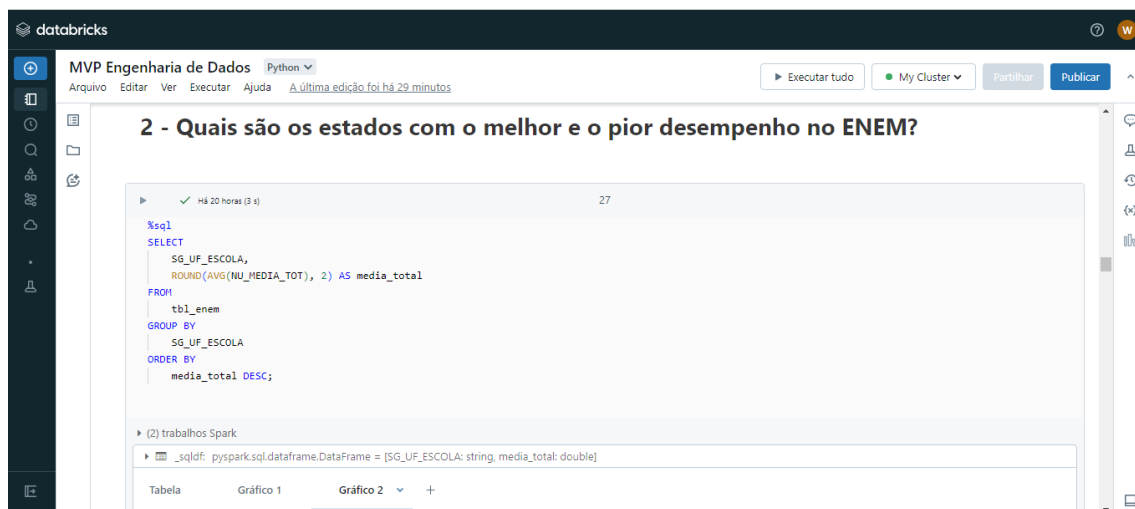 databricks
W
MVP Engenharia de Dados Python
Arquivo Editar Ver Executar Ajuda A última edição foi há 29 minutos
Executar tudo My Cluster Partilhar Publicar
2 - Quais são os estados com o melhor e o pior desempenho no ENEM?
Há 20 horas (3 s) 27
%sql
SELECT
SG_UF_ESCOLA,
ROUND(AVG(NU_MEDIA_TOT), 2) AS media_total
FROM
tbl_enem
GROUP BY
SG_UF_ESCOLA
ORDER BY
media_total DESC;
(2) trabalhos Spark
_sqldf: pyspark.sql.dataframe.DataFrame = [SG_UF_ESCOLA: string, media_total: double]
Tabela Gráfico 1 Gráfico 2 +